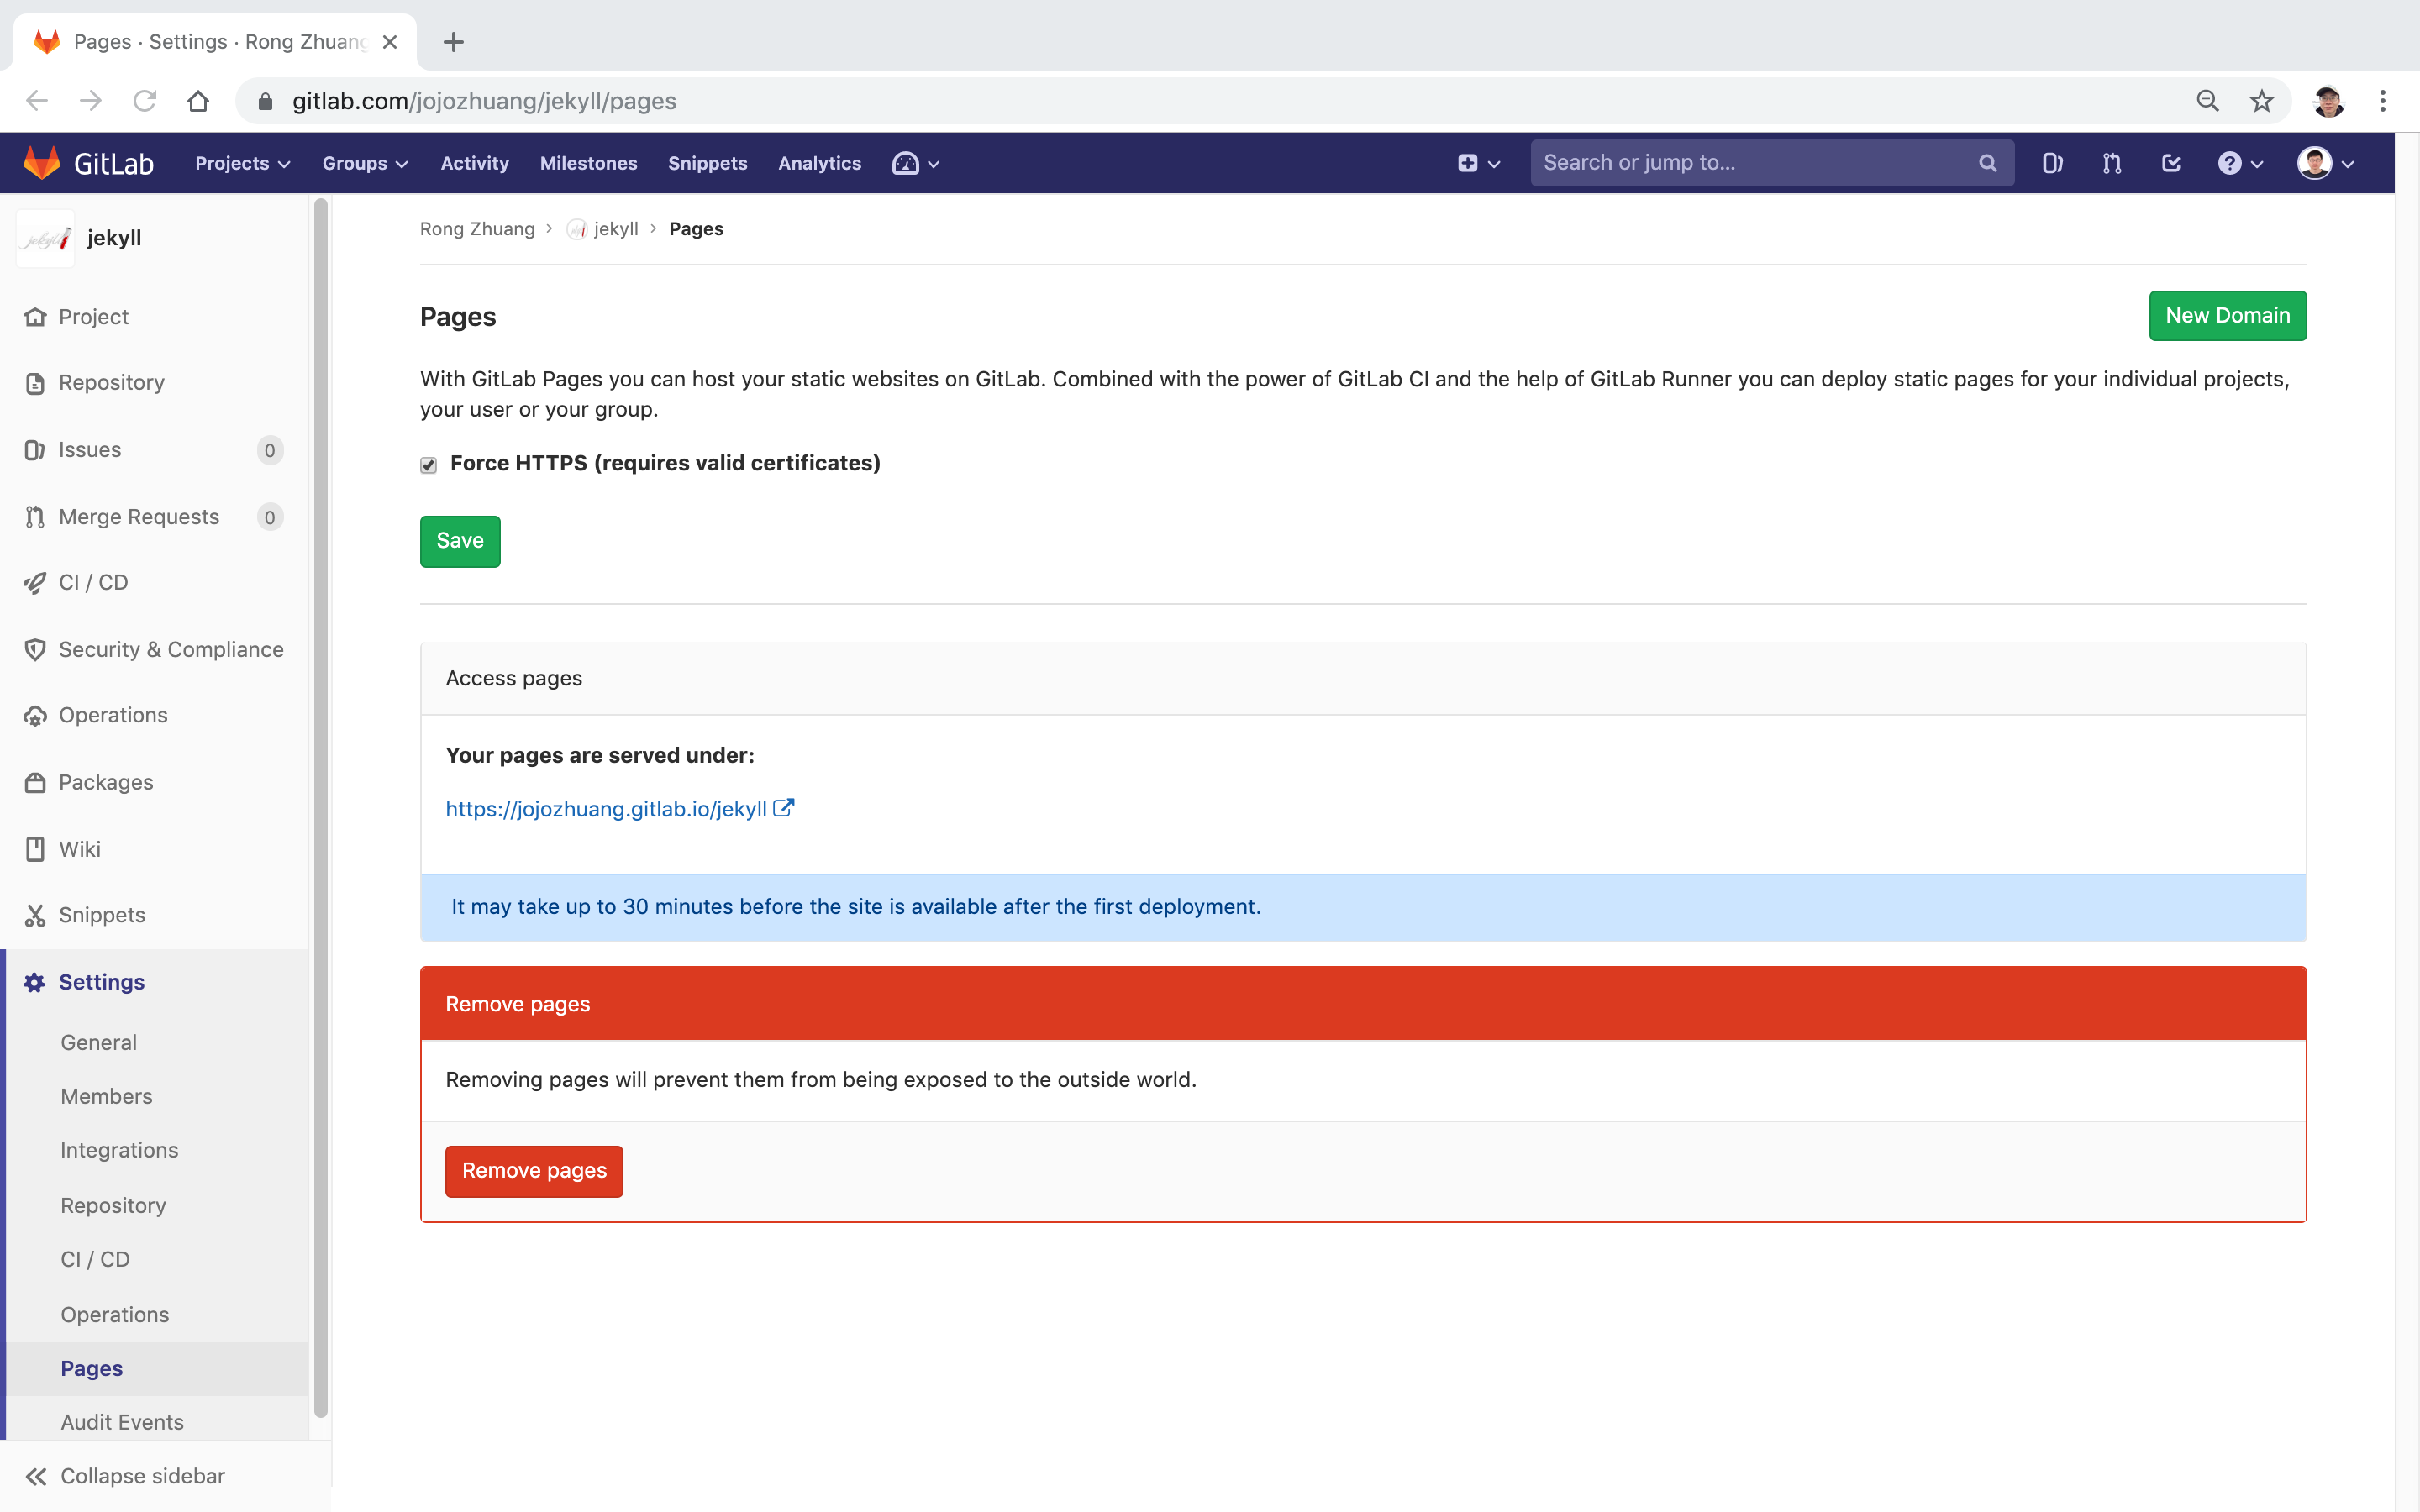 Pages · Settings · Rong Zhuang
gitlab.com/jojozhuang/jekyll/pages
GitLab Projects Groups Activity Milestones Snippets Analytics Search or jump to...
jekyll
Project
Repository
Issues 0
Merge Requests 0
CI / CD
Security & Compliance
Operations
Packages
Wiki
Snippets
Settings
General
Members
Integrations
Repository
CI / CD
Operations
Pages
Audit Events
Collapse sidebar
Rong Zhuang › jekyll › Pages
Pages
New Domain
With GitLab Pages you can host your static websites on GitLab. Combined with the power of GitLab CI and the help of GitLab Runner you can deploy static pages for your individual projects,
your user or your group.
Force HTTPS (requires valid certificates)
Save
Access pages
Your pages are served under:
https://jojozhuang.gitlab.io/jekyll
It may take up to 30 minutes before the site is available after the first deployment.
Remove pages
Removing pages will prevent them from being exposed to the outside world.
Remove pages